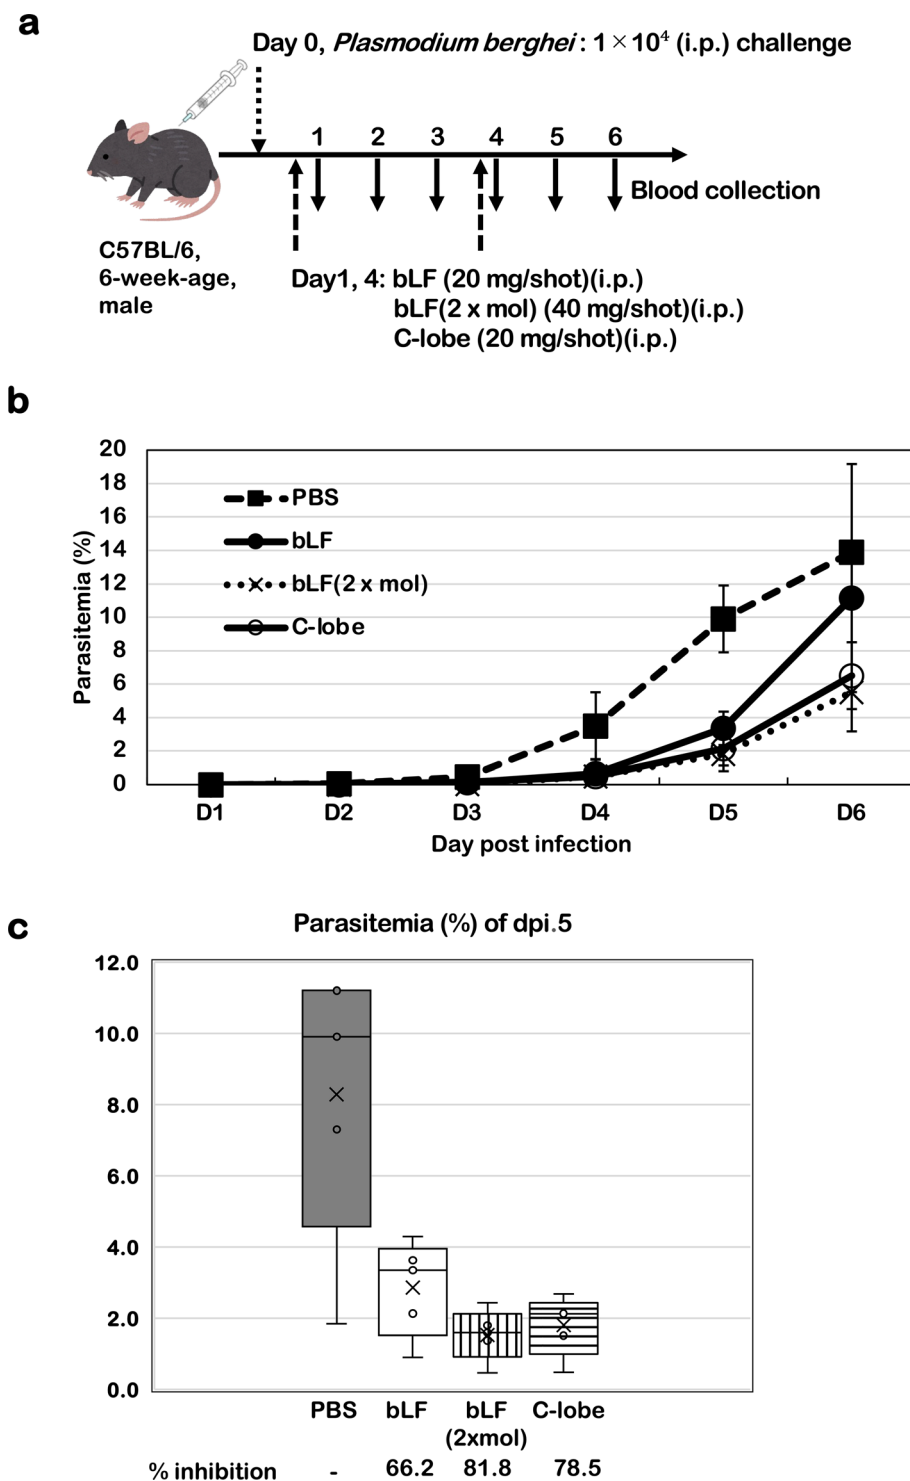 a
Day 0, Plasmodium berghei : 1×10⁴ (i.p.) challenge
1 2 3 4 5 6
Blood collection
C57BL/6,
6-week-age,
male
Day1, 4: bLF (20 mg/shot)(i.p.)
bLF(2 x mol) (40 mg/shot)(i.p.)
C-lobe (20 mg/shot)(i.p.)
b
20
18
16
14
12
10
8
6
4
2
0
Parasitemia (%)
PBS
bLF
bLF(2 x mol)
C-lobe
D1 D2 D3 D4 D5 D6
Day post infection
c
Parasitemia (%) of dpi.5
12.0
10.0
8.0
6.0
4.0
2.0
0.0
PBS bLF bLF C-lobe
(2xmol)
% inhibition - 66.2 81.8 78.5